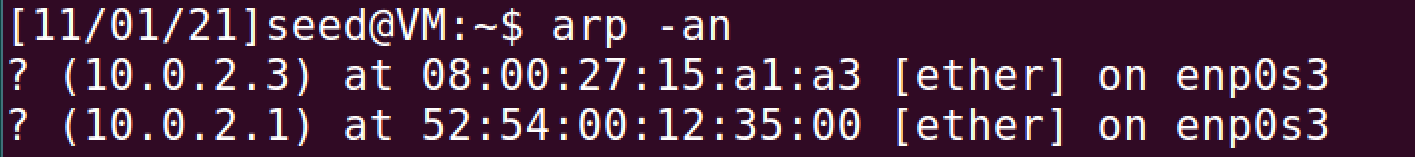 [11/01/21]seed@VM:~$ arp -an
? (10.0.2.3) at 08:00:27:15:a1:a3 [ether] on enp0s3
? (10.0.2.1) at 52:54:00:12:35:00 [ether] on enp0s3